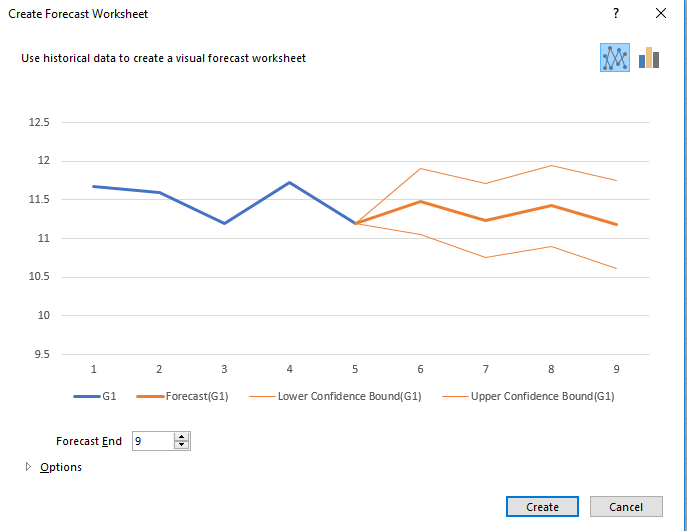 Create Forecast Worksheet ?
Use historical data to create a visual forecast worksheet
12.5
12
11.5
11
10.5
10
9.5
1 2 3 4 5 6 7 8 9
G1 Forecast(G1) Lower Confidence Bound(G1) Upper Confidence Bound(G1)
Forecast End 9
Options
Create Cancel